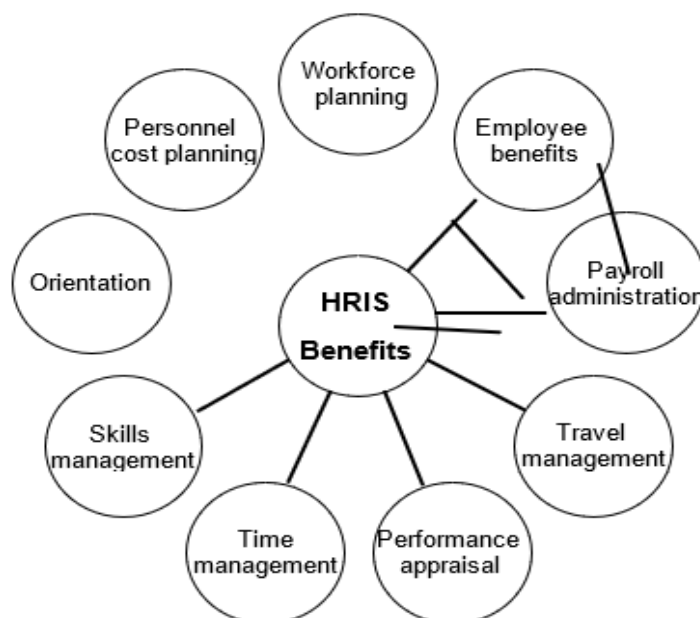 Workforce
planning
Employee
benefits
Personnel
cost planning
Orientation
HRIS
Benefits
Payroll
administration
Skills
management
Travel
management
Time
management
Performance
appraisal